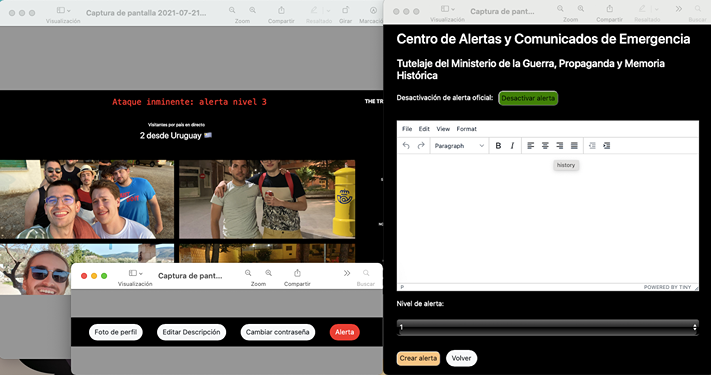 Captura de pantalla 2021-07-21...
Visualización
Zoom
Compartir
Resaltado
Girar
Marcacion
Ataque inminente: alerta nivel 3
THE TR
Visitantes por país en directo
2 desde Uruguay
Captura de pant...
Visualización
Zoom
Compartir
Buscar
Foto de perfil
Editar Descripción
Cambiar contraseña
Alerta
Captura de pant...
Visualización
Zoom
Compartir
Resaltado
Buscar
Centro de Alertas y Comunicados de Emergencia
Tutelaje del Ministerio de la Guerra, Propaganda y Memoria
Histórica
Desactivación de alerta oficial:
Desactivar alerta
File Edit View Format
Paragraph
B I
history
P
POWERED BY TINY
Nivel de alerta:
1
Crear alerta
Volver